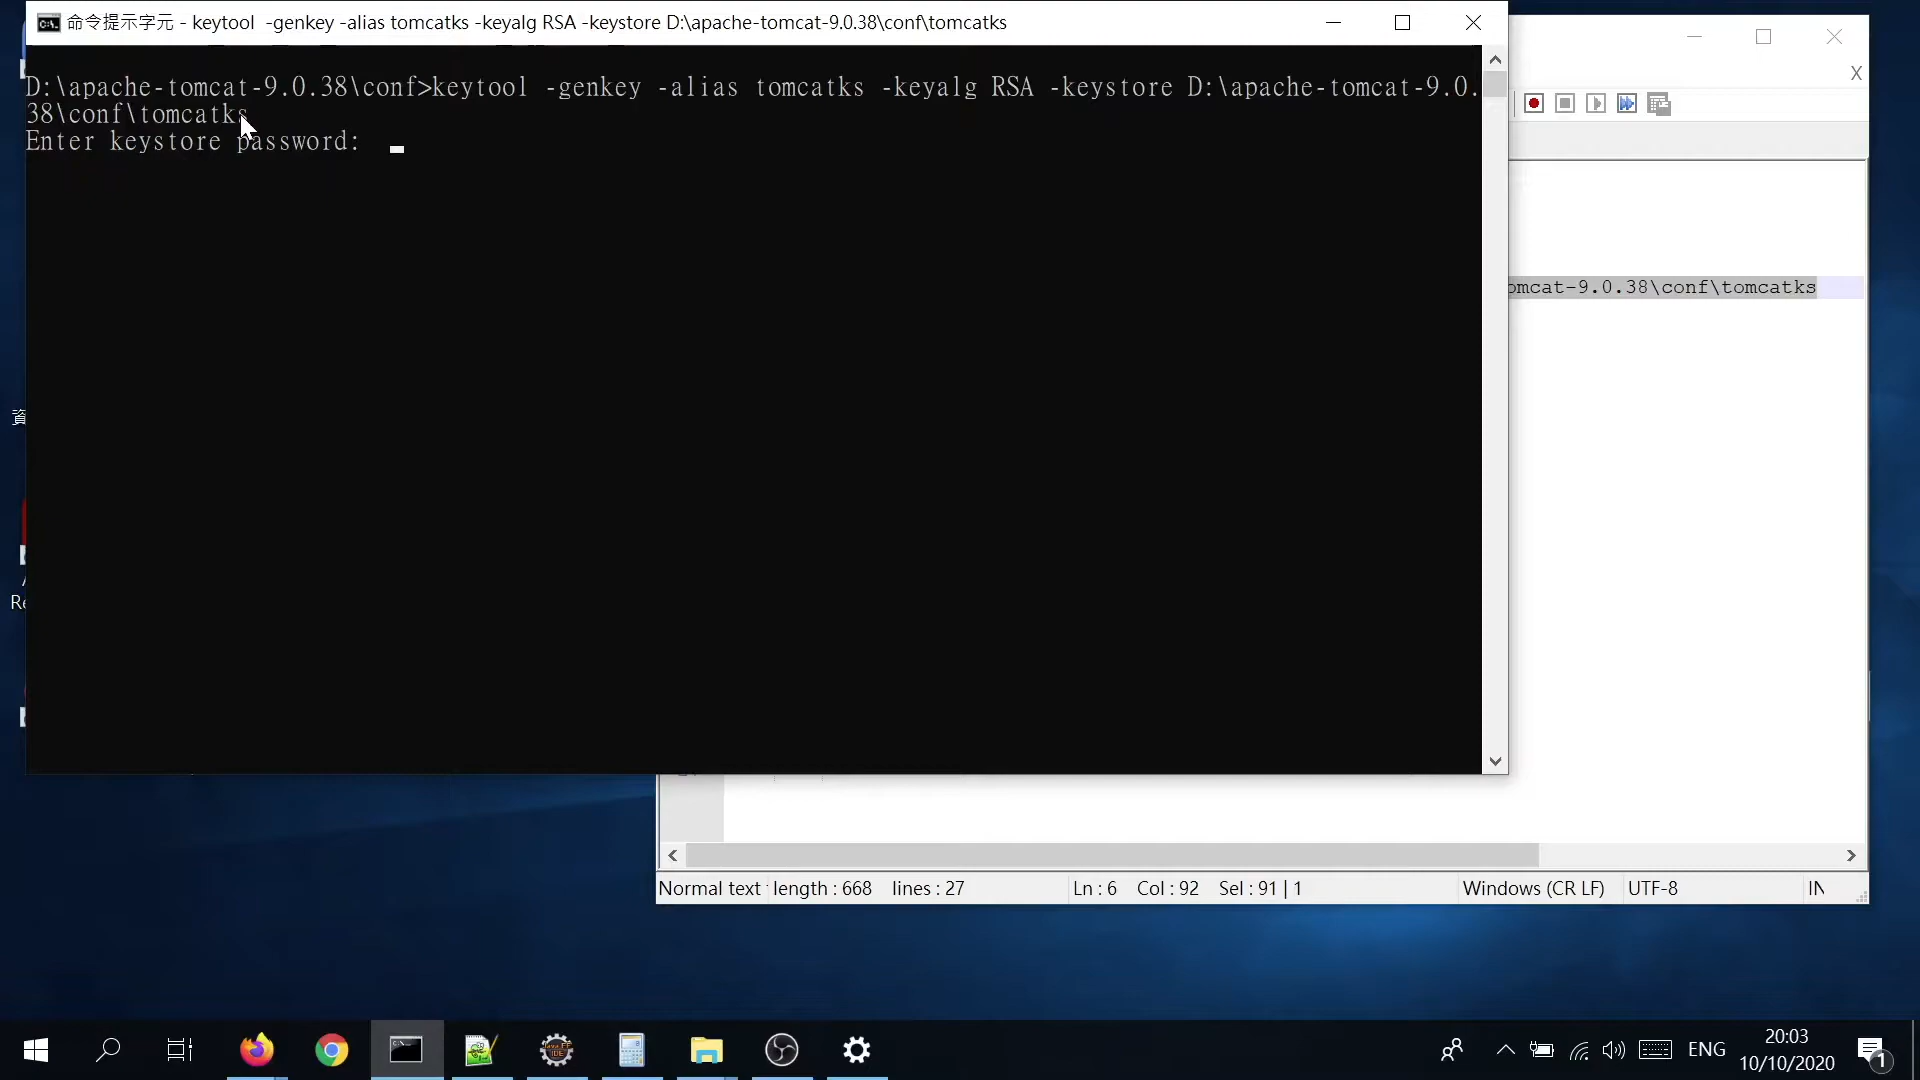 命令提示字元 - keytool  -genkey -alias tomcatks -keyalg RSA -keystore D:\apache-tomcat-9.0.38\conf\tomcatks
D:\apache-tomcat-9.0.38\conf>keytool -genkey -alias tomcatks -keyalg RSA -keystore D:\apache-tomcat-9.0.
38\conf\tomcatks
Enter keystore password:
X
omcat-9.0.38\conf\tomcatks
資
Re
Normal text length : 668 lines : 27 Ln : 6 Col : 92 Sel : 91 | 1 Windows (CR LF) UTF-8 IN
ENG
20:03
10/10/2020
1